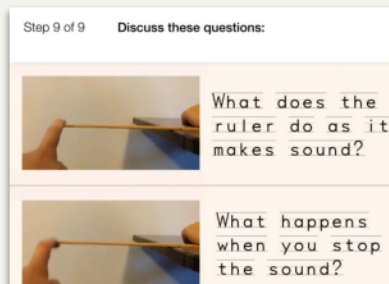 Step 9 of 9 Discuss these questions:
What does the
ruler do as it
makes sound?
What happens
when you stop
the sound?